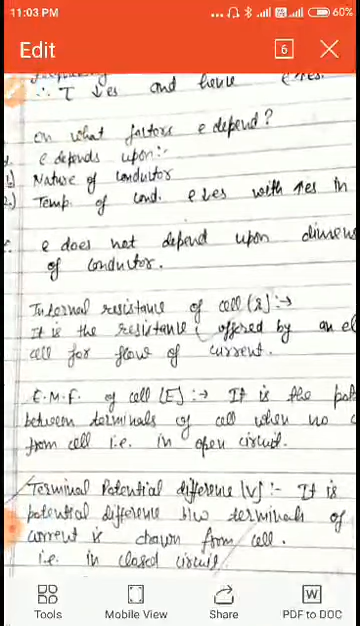 11:03 PM
60%
Edit
6
∴ τ ↓es and hence
On what factors e depend?
e depends upon:-
1.) Nature of conductor
2.) Temp. of cond. e ↓es with ↑es in
e does not depend upon dimens
of conductor.
Internal resistance of cell (r) :→
It is the resistance offered by an el
cell for flow of current.
E.M.F. of cell [E] :→ It is the pot
between terminals of cell when no c
from cell i.e. in open circuit.
Terminal Potential difference [V] :- It is
potential difference b/w terminals of
current is drawn from cell.
i.e. in closed circuit
Tools
Mobile View
Share
W
PDF to DOC